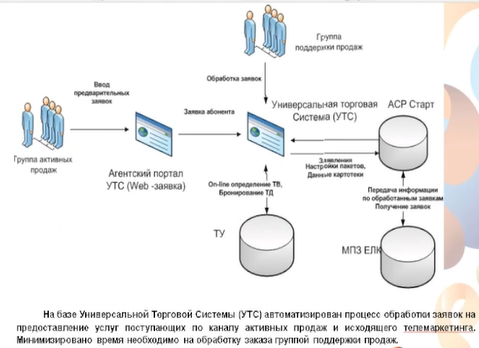 Группа
поддержки продаж
Ввод
предварительных
заявок
Обработка заявок
Заявка абонента
Универсальная торговая
Система (УТС)
АСР Старт
Группа активных
продаж
Агентский портал
УТС (Web -заявка)
Заявления
Настройки пакетов,
Данные картотеки
On-line определение ТВ,
Бронирование ТД
Передача информации
по обработанным заявкам
Получение заявок
ТУ
МПЗ ЕЛК
На базе Универсальной Торговой Системы (УТС) автоматизирован процесс обработки заявок на
предоставление услуг поступающих по каналу активных продаж и исходящего телемаркетинга.
Минимизировано время необходимо на обработку заказа группой поддержки продаж.